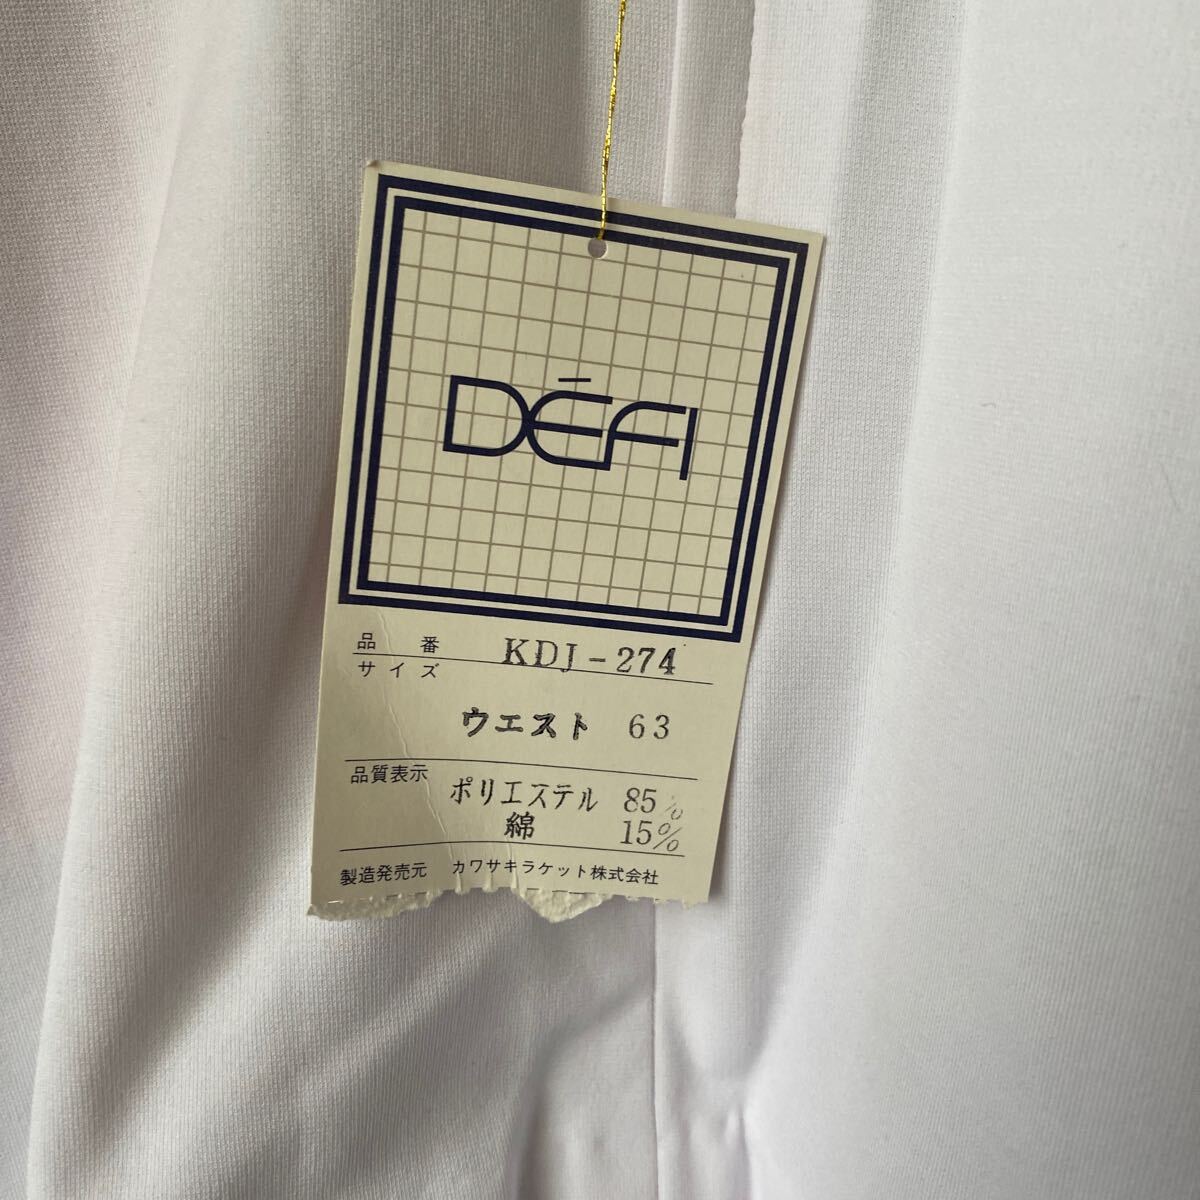 DĒFI
品番 KDJ-274
サイズ
ウエスト 63
品質表示
ポリエステル 85%
綿 15%
製造発売元 カワサキラケット株式会社